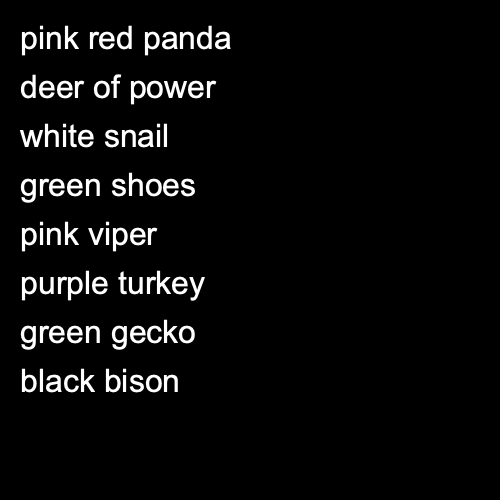 pink red panda
deer of power
white snail
green shoes
pink viper
purple turkey
green gecko
black bison